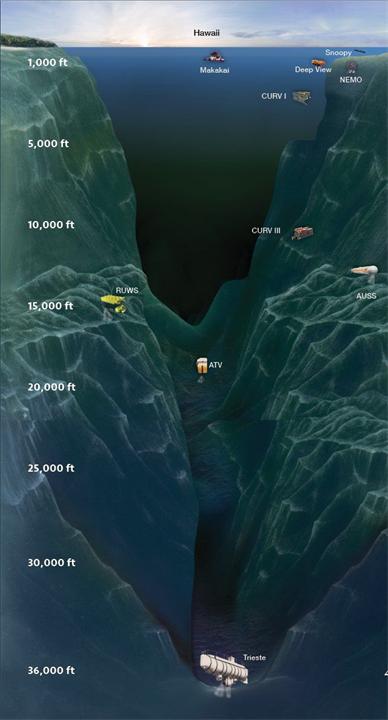 Hawaii
Snoopy
1,000 ft
Makakai
Deep View
NEMO
CURV I
5,000 ft
10,000 ft
CURV III
RUWS
AUSS
15,000 ft
ATV
20,000 ft
25,000 ft
30,000 ft
Trieste
36,000 ft